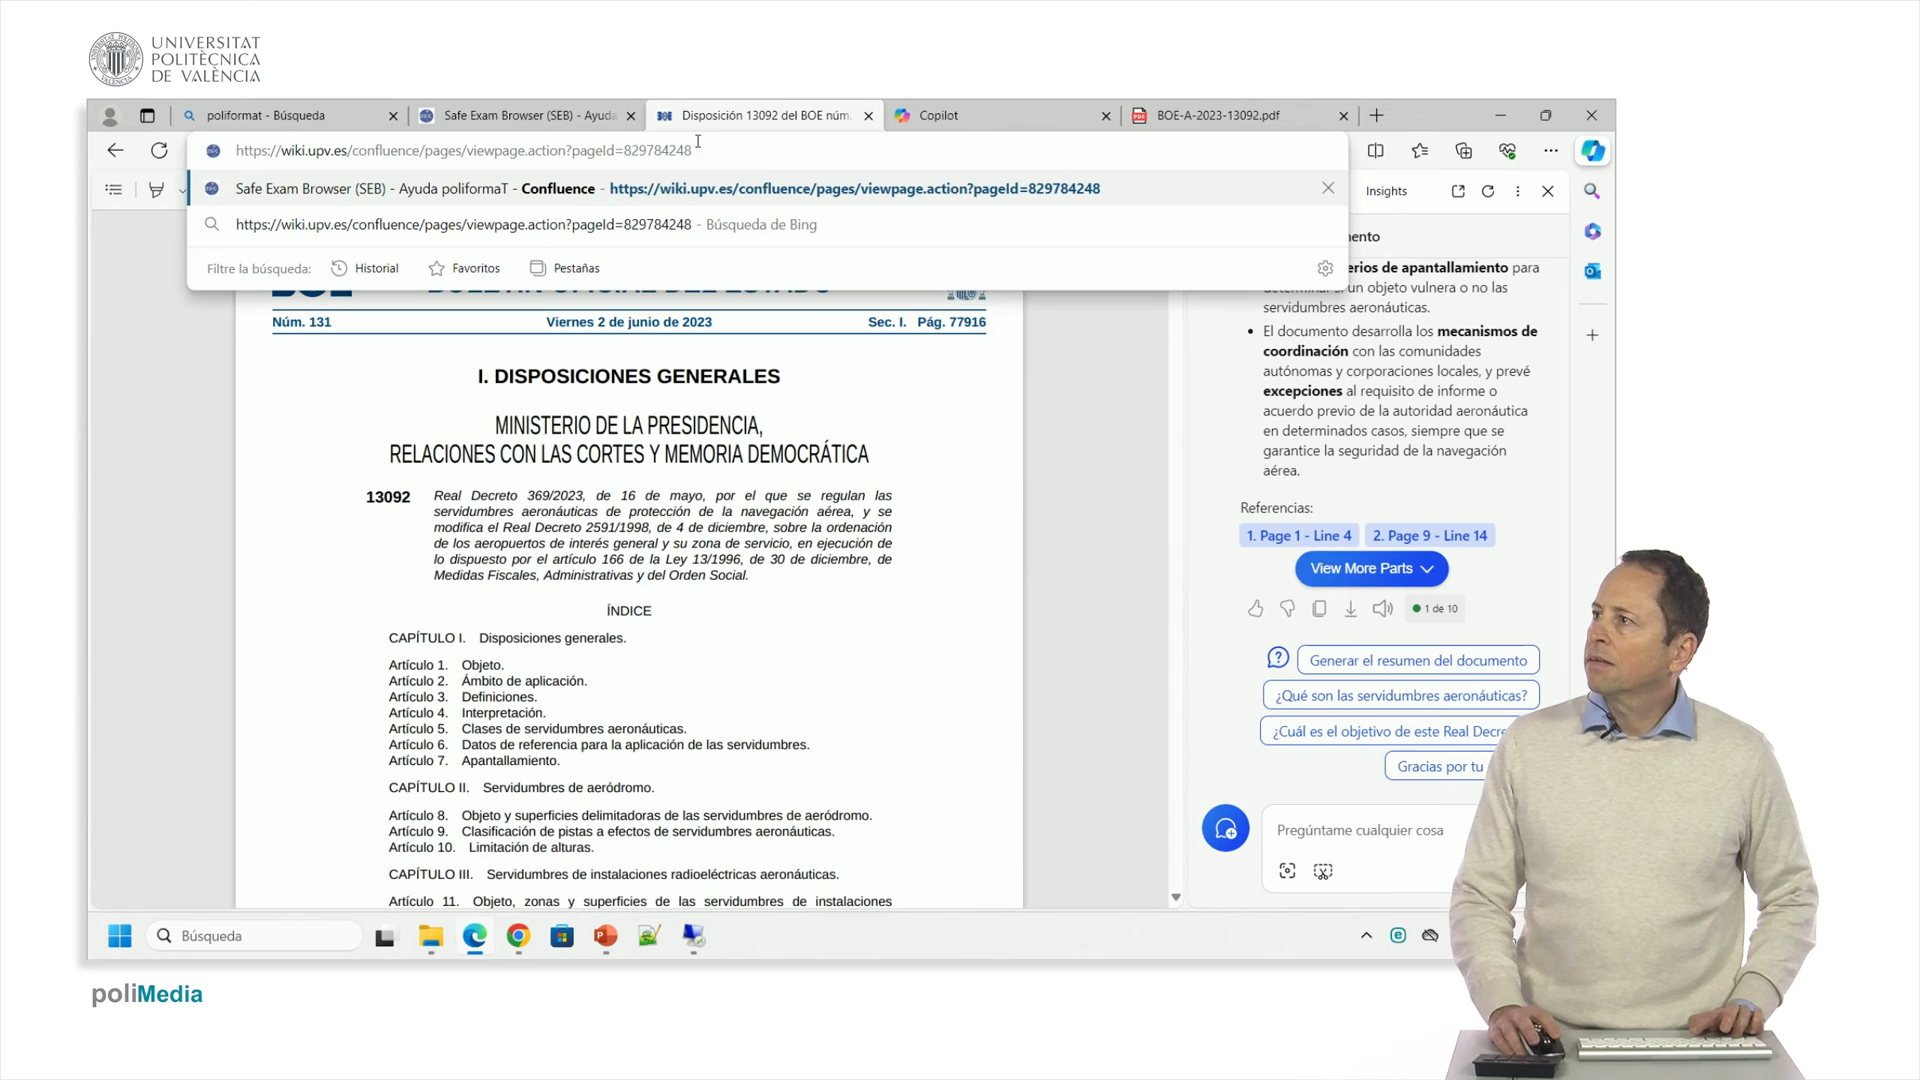 UNIVERSITAT
POLITÈCNICA
DE VALÈNCIA
poliformat - Búsqueda
Safe Exam Browser (SEB) - Ayuda
Disposición 13092 del BOE núm.
Copilot
BOE-A-2023-13092.pdf
https://wiki.upv.es/confluence/pages/viewpage.action?pageId=829784248
Safe Exam Browser (SEB) - Ayuda poliformaT - Confluence - https://wiki.upv.es/confluence/pages/viewpage.action?pageId=829784248
https://wiki.upv.es/confluence/pages/viewpage.action?pageId=829784248 - Búsqueda de Bing
Filtre la búsqueda: Historial Favoritos Pestañas
Núm. 131 Viernes 2 de junio de 2023 Sec. I. Pág. 77916
I. DISPOSICIONES GENERALES
MINISTERIO DE LA PRESIDENCIA,
RELACIONES CON LAS CORTES Y MEMORIA DEMOCRÁTICA
13092 Real Decreto 369/2023, de 16 de mayo, por el que se regulan las
servidumbres aeronáuticas de protección de la navegación aérea, y se
modifica el Real Decreto 2591/1998, de 4 de diciembre, sobre la ordenación
de los aeropuertos de interés general y su zona de servicio, en ejecución de
lo dispuesto por el artículo 166 de la Ley 13/1996, de 30 de diciembre, de
Medidas Fiscales, Administrativas y del Orden Social.
ÍNDICE
CAPÍTULO I. Disposiciones generales.
Artículo 1. Objeto.
Artículo 2. Ámbito de aplicación.
Artículo 3. Definiciones.
Artículo 4. Interpretación.
Artículo 5. Clases de servidumbres aeronáuticas.
Artículo 6. Datos de referencia para la aplicación de las servidumbres.
Artículo 7. Apantallamiento.
CAPÍTULO II. Servidumbres de aeródromo.
Artículo 8. Objeto y superficies delimitadoras de las servidumbres de aeródromo.
Artículo 9. Clasificación de pistas a efectos de servidumbres aeronáuticas.
Artículo 10. Limitación de alturas.
CAPÍTULO III. Servidumbres de instalaciones radioeléctricas aeronáuticas.
Artículo 11. Objeto, zonas y superficies de las servidumbres de instalaciones
Insights
erios de apantallamiento para
si un objeto vulnera o no las
servidumbres aeronáuticas.
El documento desarrolla los mecanismos de
coordinación con las comunidades
autónomas y corporaciones locales, y prevé
excepciones al requisito de informe o
acuerdo previo de la autoridad aeronáutica
en determinados casos, siempre que se
garantice la seguridad de la navegación
aérea.
Referencias:
1. Page 1 - Line 4 2. Page 9 - Line 14
View More Parts
1 de 10
Generar el resumen del documento
¿Qué son las servidumbres aeronáuticas?
¿Cuál es el objetivo de este Real Decre
Gracias por tu
Pregúntame cualquier cosa
Búsqueda
poliMedia